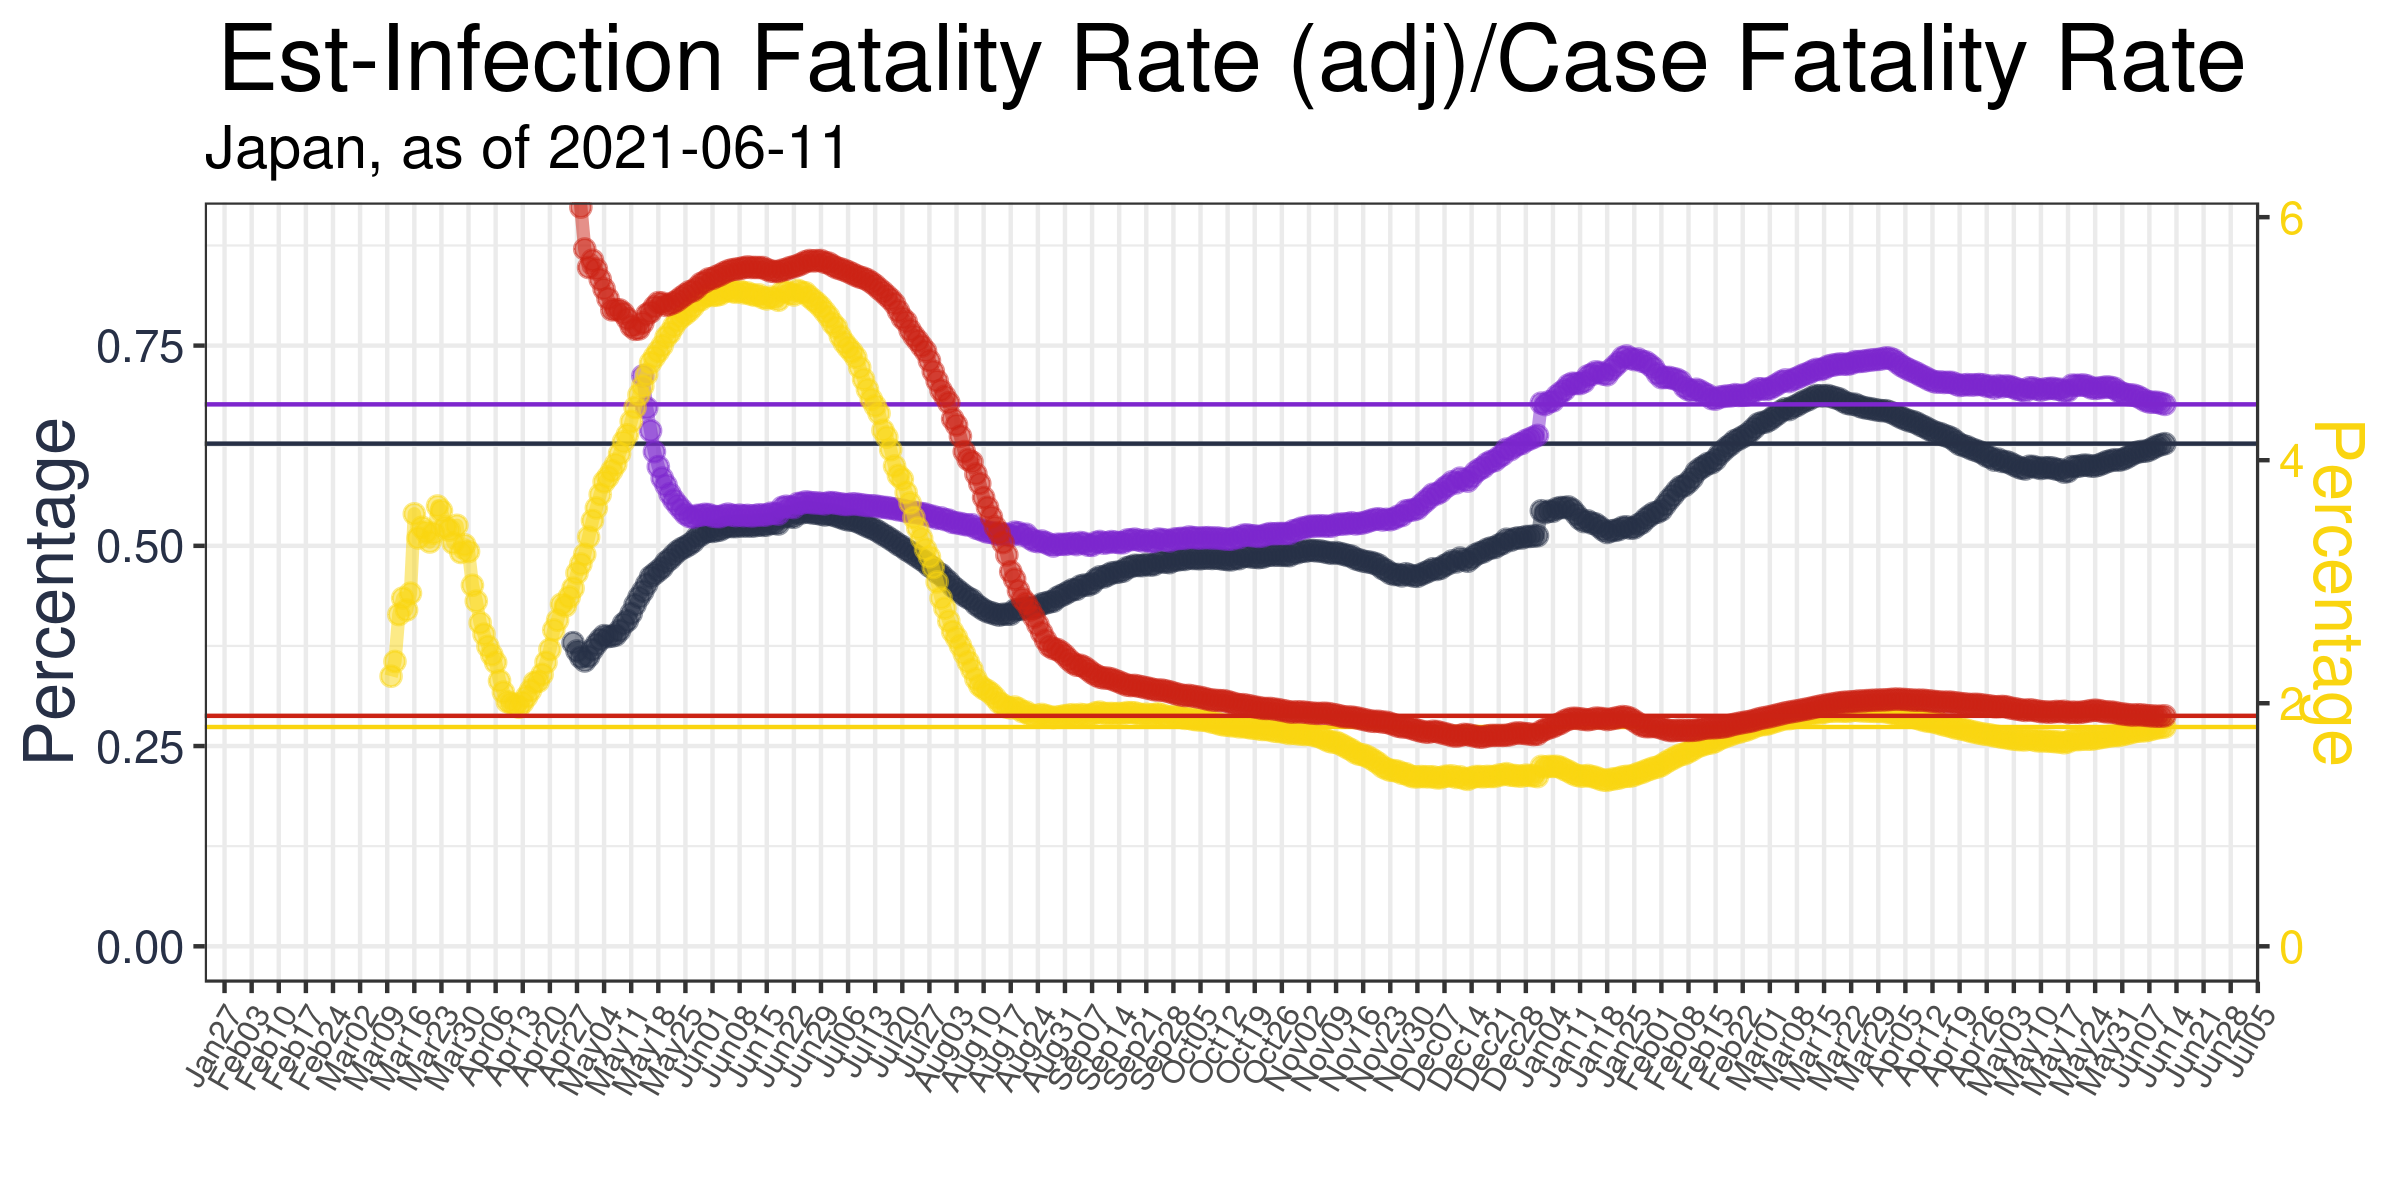 Est-Infection Fatality Rate (adj)/Case Fatality Rate
Japan, as of 2021-06-11
Percentage
0.75
0.50
0.25
0.00
6
4
2
0
Percentage
Jan27
Feb03
Feb10
Feb17
Feb24
Mar02
Mar09
Mar16
Mar23
Mar30
Apr06
Apr13
Apr20
Apr27
May04
May11
May18
May25
Jun01
Jun08
Jun15
Jun22
Jun29
Jul06
Jul13
Jul20
Jul27
Aug03
Aug10
Aug17
Aug24
Aug31
Sep07
Sep14
Sep21
Sep28
Oct05
Oct12
Oct19
Oct26
Nov02
Nov09
Nov16
Nov23
Nov30
Dec07
Dec14
Dec21
Dec28
Jan04
Jan11
Jan18
Jan25
Feb01
Feb08
Feb15
Feb22
Mar01
Mar08
Mar15
Mar22
Mar29
Apr05
Apr12
Apr19
Apr26
May03
May10
May17
May24
May31
Jun07
Jun14
Jun21
Jun28
Jul05